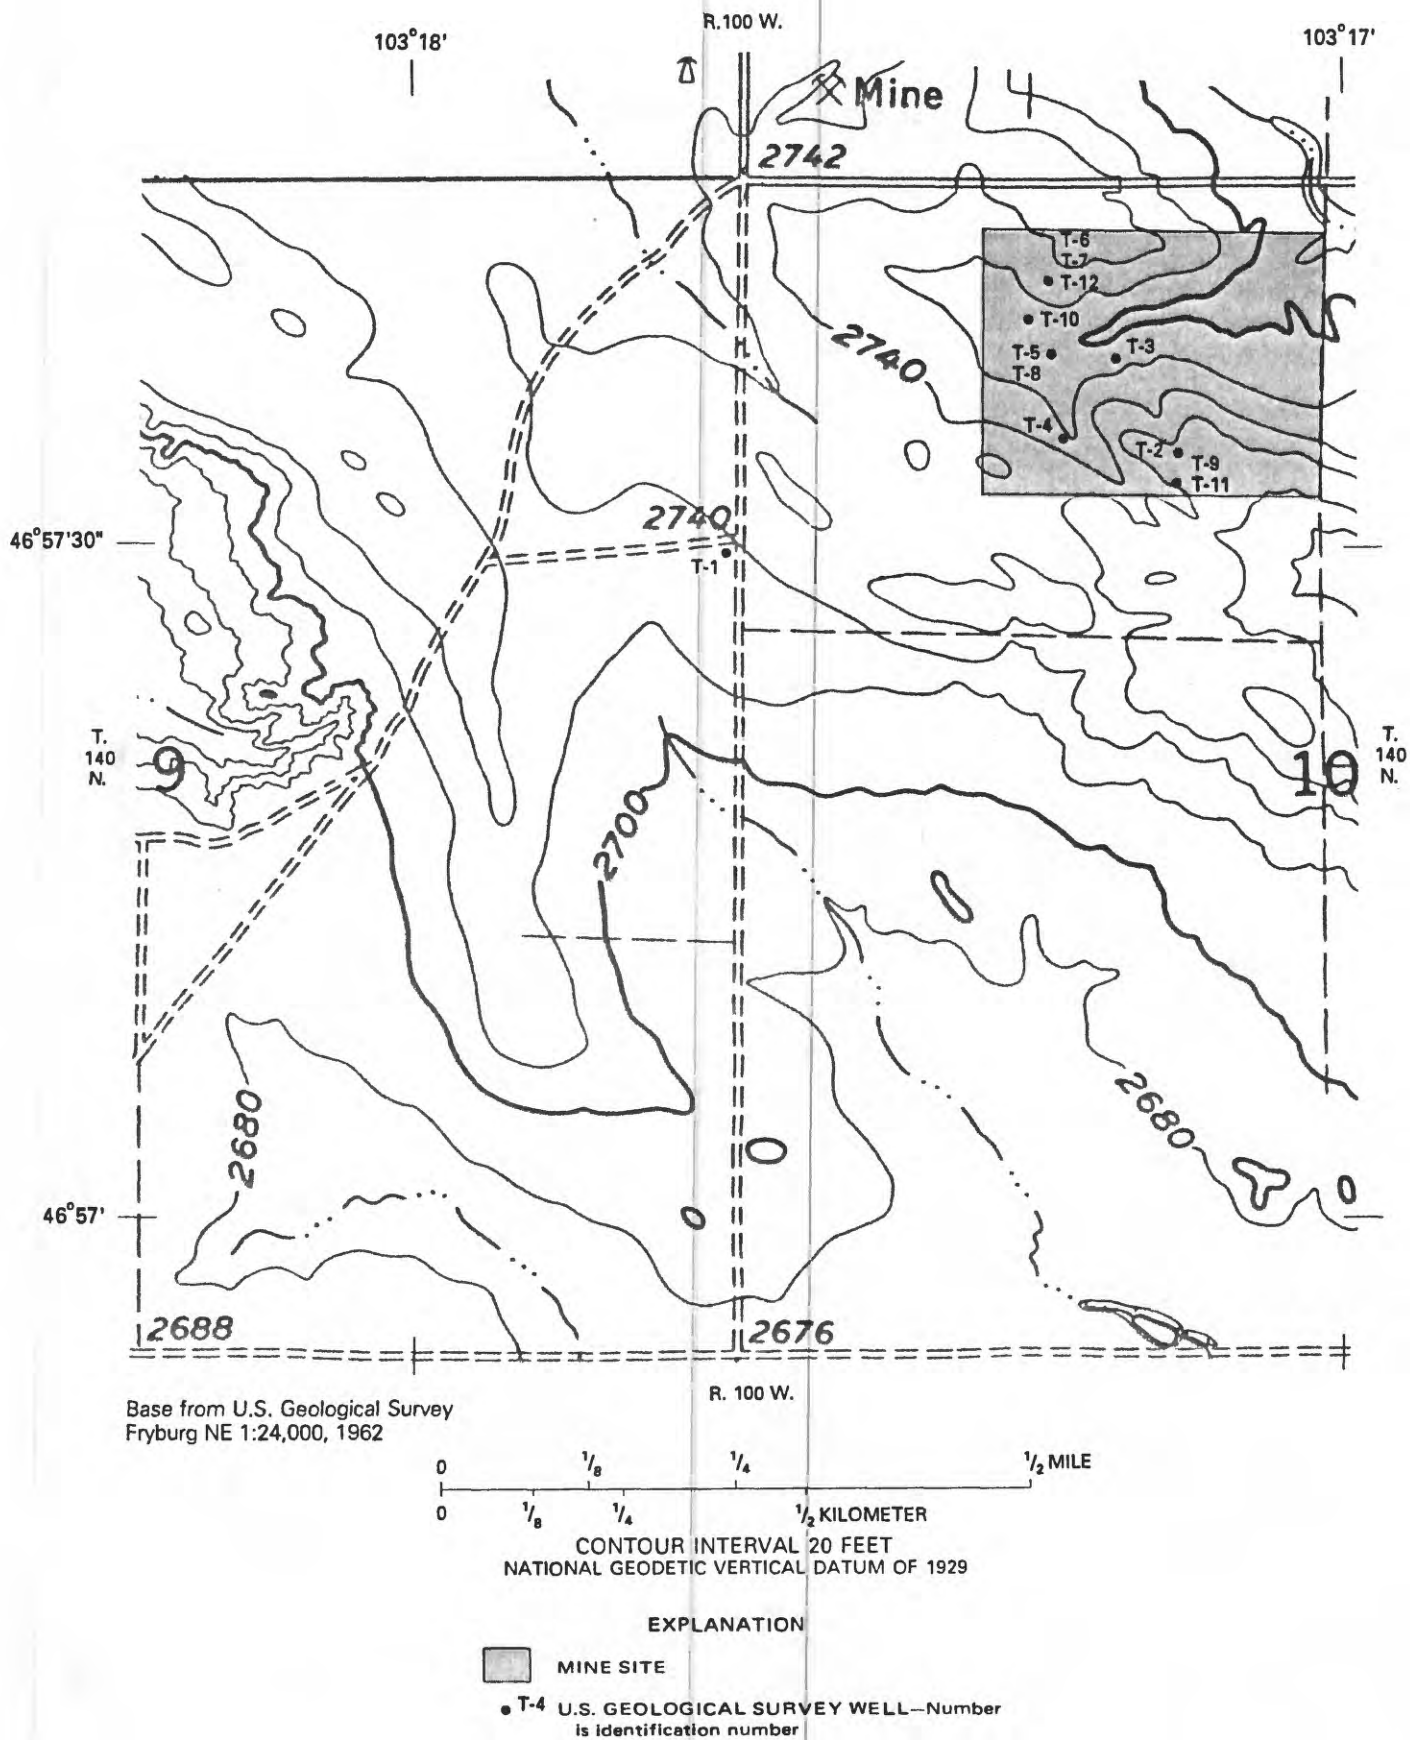 R.100 W.
103°18'
103°17'
Mine
4
2742
T-6
T-7
T-12
T-10
2740
T-5
T-3
T-8
T-4
T-2
T-9
T-11
2740
46°57'30"
T-1
T.
140
N.
9
10
T.
140
N.
2700
2680
2680
46°57'
2688
2676
R. 100 W.
Base from U.S. Geological Survey
Fryburg NE 1:24,000, 1962
0 1/8 1/4 1/2 MILE
0 1/8 1/4 1/2 KILOMETER
CONTOUR INTERVAL 20 FEET
NATIONAL GEODETIC VERTICAL DATUM OF 1929
EXPLANATION
MINE SITE
T-4 U.S. GEOLOGICAL SURVEY WELL—Number
is identification number